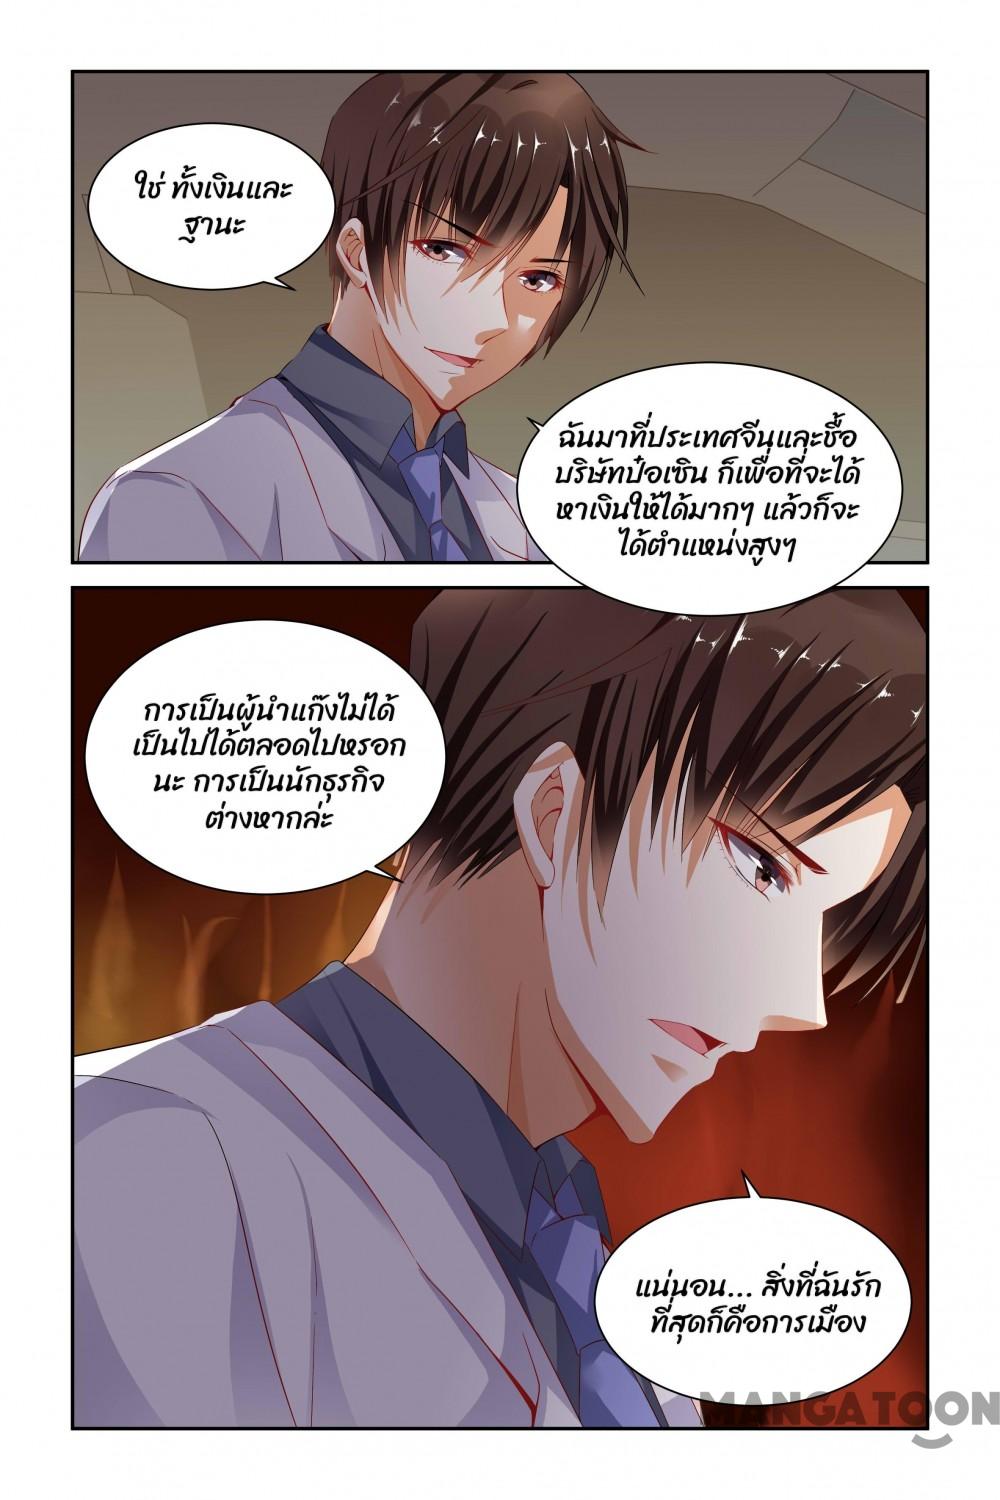 ใช่ ทั้งเงินและ
ฐานะ
ฉันมาที่ประเทศจีนและซื้อ
บริษัทป๋อเซิน ก็เพื่อที่จะได้
หาเงินให้ได้มากๆ แล้วก็จะ
ได้ตำแหน่งสูงๆ
การเป็นผู้นำแก๊งไม่ได้
เป็นไปได้ตลอดไปหรอก
นะ การเป็นนักธุรกิจ
ต่างหากล่ะ
แน่นอน... สิ่งที่ฉันรัก
ที่สุดก็คือการเมือง
MANGATOON